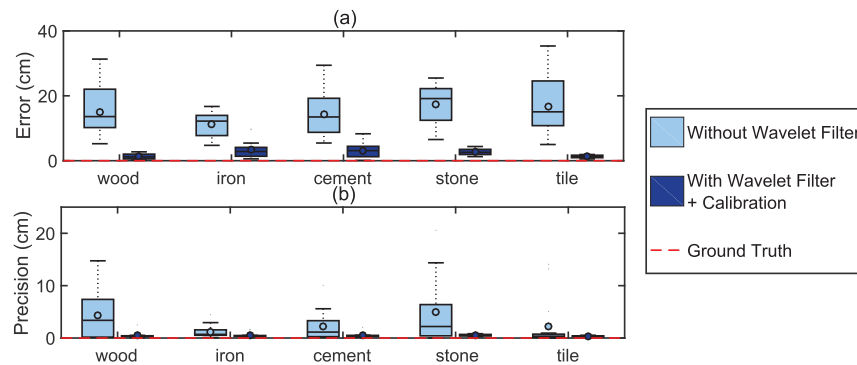 (a)
40
20
0
Error (cm)
wood iron cement stone tile
(b)
20
10
0
Precision (cm)
wood iron cement stone tile
Without Wavelet Filter
With Wavelet Filter
+ Calibration
Ground Truth